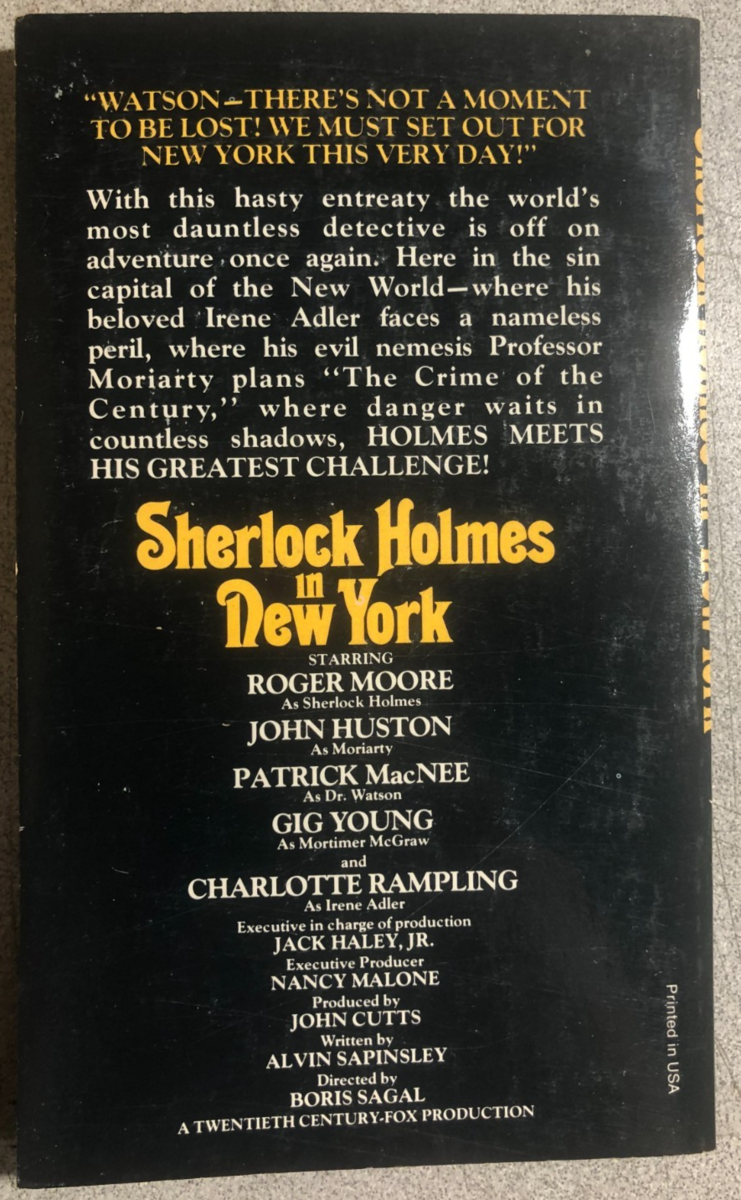 “WATSON—THERE’S NOT A MOMENT
TO BE LOST! WE MUST SET OUT FOR
NEW YORK THIS VERY DAY!”
With this hasty entreaty the world’s
most dauntless detective is off on
adventure once again. Here in the sin
capital of the New World—where his
beloved Irene Adler faces a nameless
peril, where his evil nemesis Professor
Moriarty plans “The Crime of the
Century,” where danger waits in
countless shadows, HOLMES MEETS
HIS GREATEST CHALLENGE!
Sherlock Holmes
in
New York
STARRING
ROGER MOORE
As Sherlock Holmes
JOHN HUSTON
As Moriarty
PATRICK MacNEE
As Dr. Watson
GIG YOUNG
As Mortimer McGraw
and
CHARLOTTE RAMPLING
As Irene Adler
Executive in charge of production
JACK HALEY, JR.
Executive Producer
NANCY MALONE
Produced by
JOHN CUTTS
Written by
ALVIN SAPINSLEY
Directed by
BORIS SAGAL
A TWENTIETH CENTURY-FOX PRODUCTION
Printed in USA